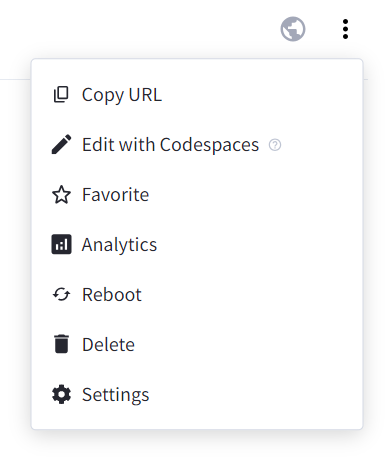 Copy URL
Edit with Codespaces
Favorite
Analytics
Reboot
Delete
Settings